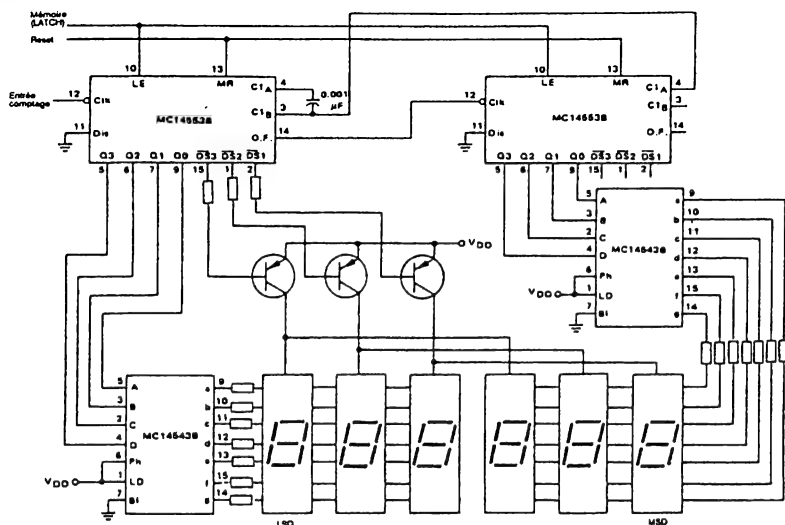 Mémoire
(LATCH)
Reset
Entrée
comptage
10
LE
13
MR
12
Clk
11
Dis
MC14553B
C1A
4
C1B
3
O.F.
14
0.001
µF
Q3 Q2 Q1 Q0 DS3 DS2 DS1
5 6 7 9 15 1 2
10
LE
13
MR
12
Clk
11
Dis
MC14553B
C1A
4
C1B
3
O.F.
14
Q3 Q2 Q1 Q0 DS3 DS2 DS1
5 6 7 9 15 1 2
VDD
5 A
3 B
2 C
4 D
6 Ph
1 LD
7 BI
VDD
MC14543B
a 9
b 10
c 11
d 12
e 13
f 15
g 14
5 A
3 B
2 C
4 D
6 Ph
1 LD
7 BI
VDD
MC14543B
a 9
b 10
c 11
d 12
e 13
f 15
g 14
LSD
MSD